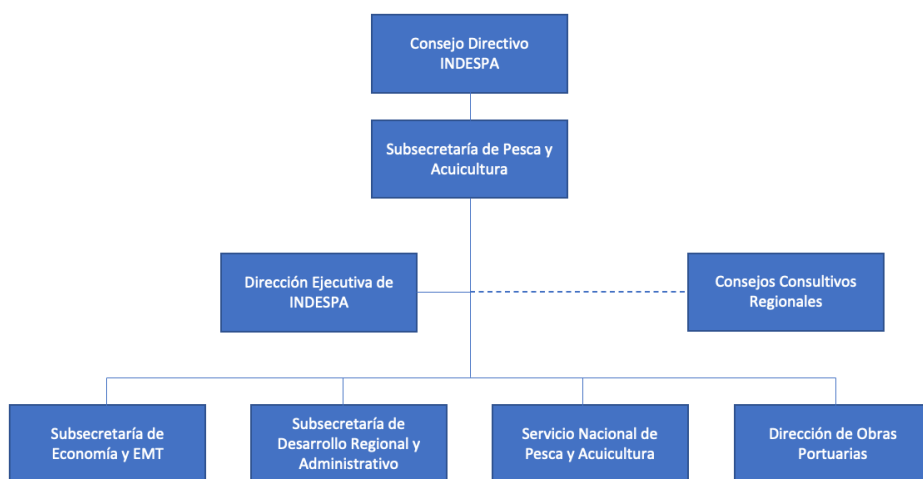 Consejo Directivo
INDESPA
Subsecretaría de Pesca y
Acuicultura
Dirección Ejecutiva de
INDESPA
Consejos Consultivos
Regionales
Subsecretaría de
Economía y EMT
Subsecretaría de
Desarrollo Regional y
Administrativo
Servicio Nacional de
Pesca y Acuicultura
Dirección de Obras
Portuarias